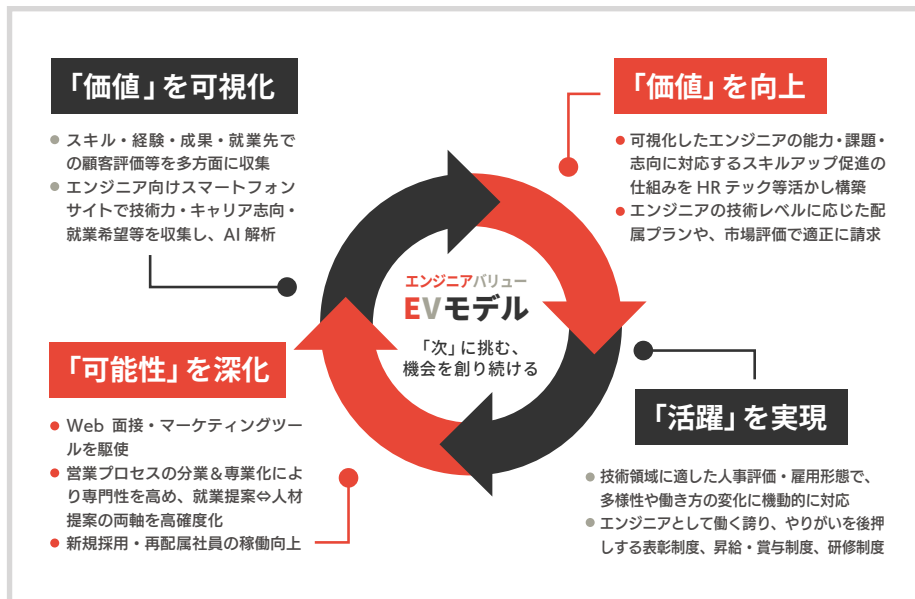 「価値」を可視化
スキル・経験・成果・就業先で
の顧客評価等を多方面に収集
エンジニア向けスマートフォン
サイトで技術力・キャリア志向・
就業希望等を収集し、AI 解析
「価値」を向上
可視化したエンジニアの能力・課題・
志向に対応するスキルアップ促進の
仕組みを HR テック等活かし構築
エンジニアの技術レベルに応じた配
属プランや、市場評価で適正に請求
エンジニアバリュー
EVモデル
「次」に挑む、
機会を創り続ける
「可能性」を深化
Web 面接・マーケティングツー
ルを駆使
営業プロセスの分業&専業化によ
り専門性を高め、就業提案⇔人材
提案の両軸を高確度化
新規採用・再配属社員の稼働向上
「活躍」を実現
技術領域に適した人事評価・雇用形態で、
多様性や働き方の変化に機動的に対応
エンジニアとして働く誇り、やりがいを後押
しする表彰制度、昇給・賞与制度、研修制度